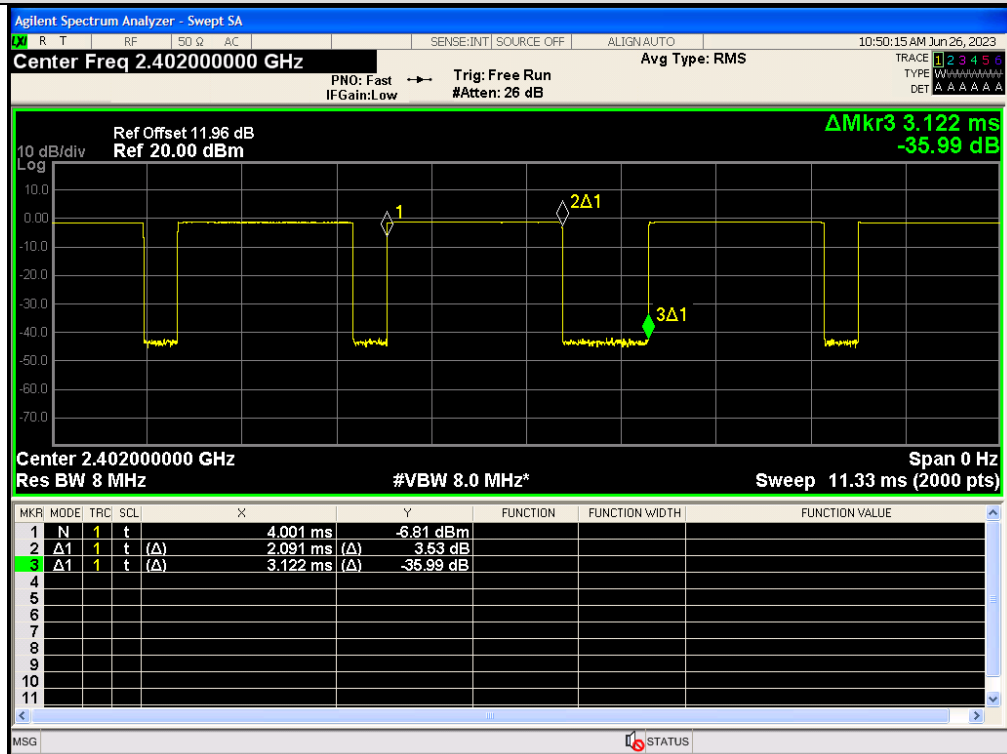 Agilent Spectrum Analyzer - Swept SA
LXI R T RF 50 Ω AC SENSE:INT SOURCE OFF ALIGN AUTO 10:50:15 AM Jun 26, 2023
Center Freq 2.402000000 GHz Avg Type: RMS TRACE 1 2 3 4 5 6
PNO: Fast Trig: Free Run TYPE WWWWWW
IFGain:Low #Atten: 26 dB DET A A A A A A
ΔMkr3 3.122 ms
-35.99 dB
Ref Offset 11.96 dB
10 dB/div Ref 20.00 dBm
Log
10.0
0.00
-10.0
-20.0
-30.0
-40.0
-50.0
-60.0
-70.0
1
2Δ1
3Δ1
Center 2.402000000 GHz Span 0 Hz
Res BW 8 MHz #VBW 8.0 MHz* Sweep 11.33 ms (2000 pts)
MKR MODE TRC SCL X Y FUNCTION FUNCTION WIDTH FUNCTION VALUE
1 N 1 t 4.001 ms -6.81 dBm
2 Δ1 1 t (Δ) 2.091 ms (Δ) 3.53 dB
3 Δ1 1 t (Δ) 3.122 ms (Δ) -35.99 dB
4
5
6
7
8
9
10
11
MSG STATUS